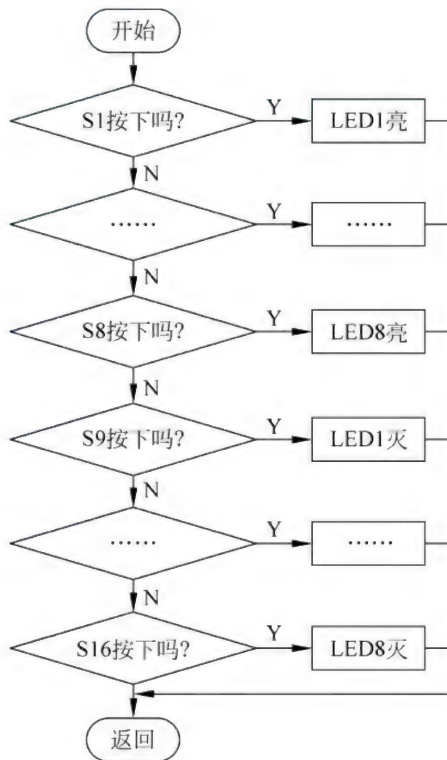 开始
S1按下吗?
Y
LED1亮
N
……
Y
……
N
S8按下吗?
Y
LED8亮
N
S9按下吗?
Y
LED1灭
N
……
Y
……
N
S16按下吗?
Y
LED8灭
返回